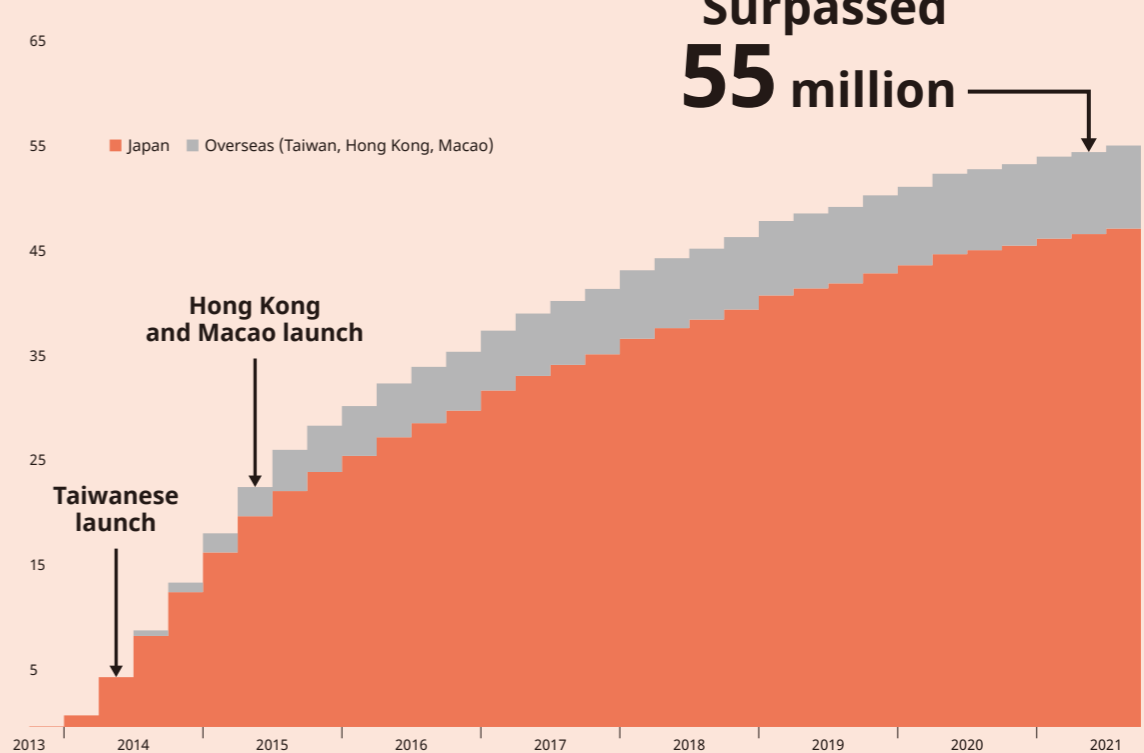 Surpassed
55 million
65
55
45
35
25
15
5
Japan
Overseas (Taiwan, Hong Kong, Macao)
Hong Kong
and Macao launch
Taiwanese
launch
2013 2014 2015 2016 2017 2018 2019 2020 2021